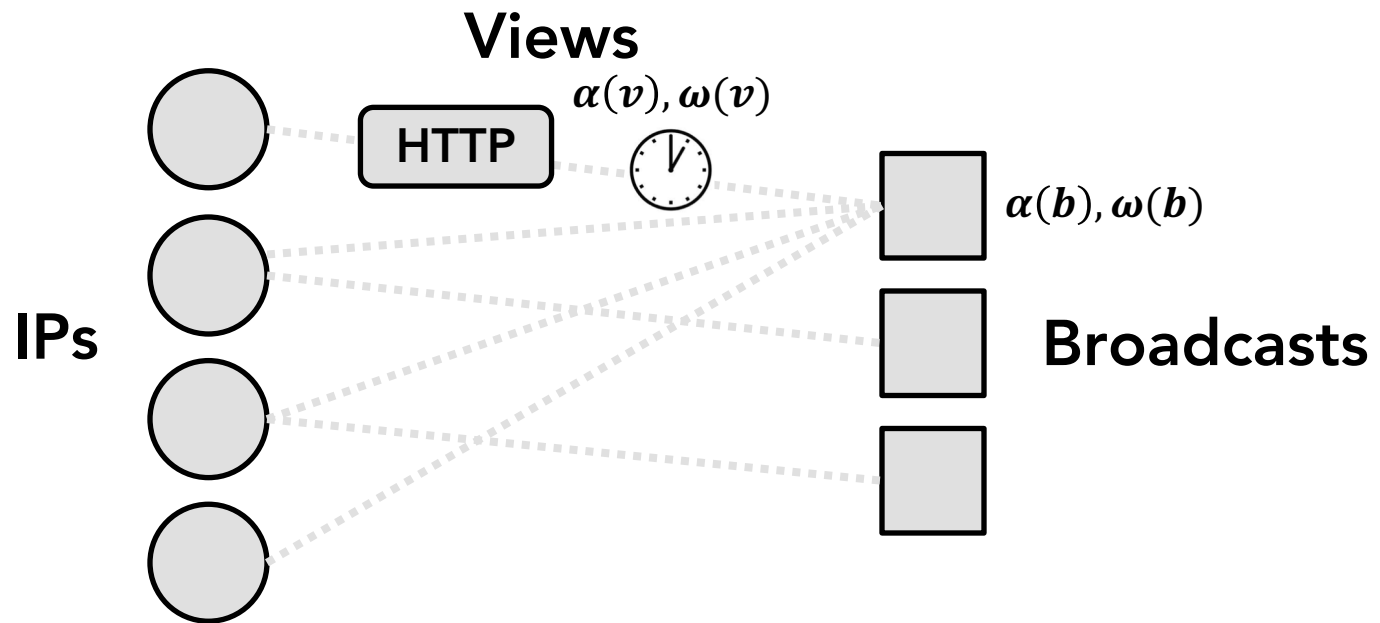 Views
α(v), ω(v)
HTTP
α(b), ω(b)
IPs
Broadcasts